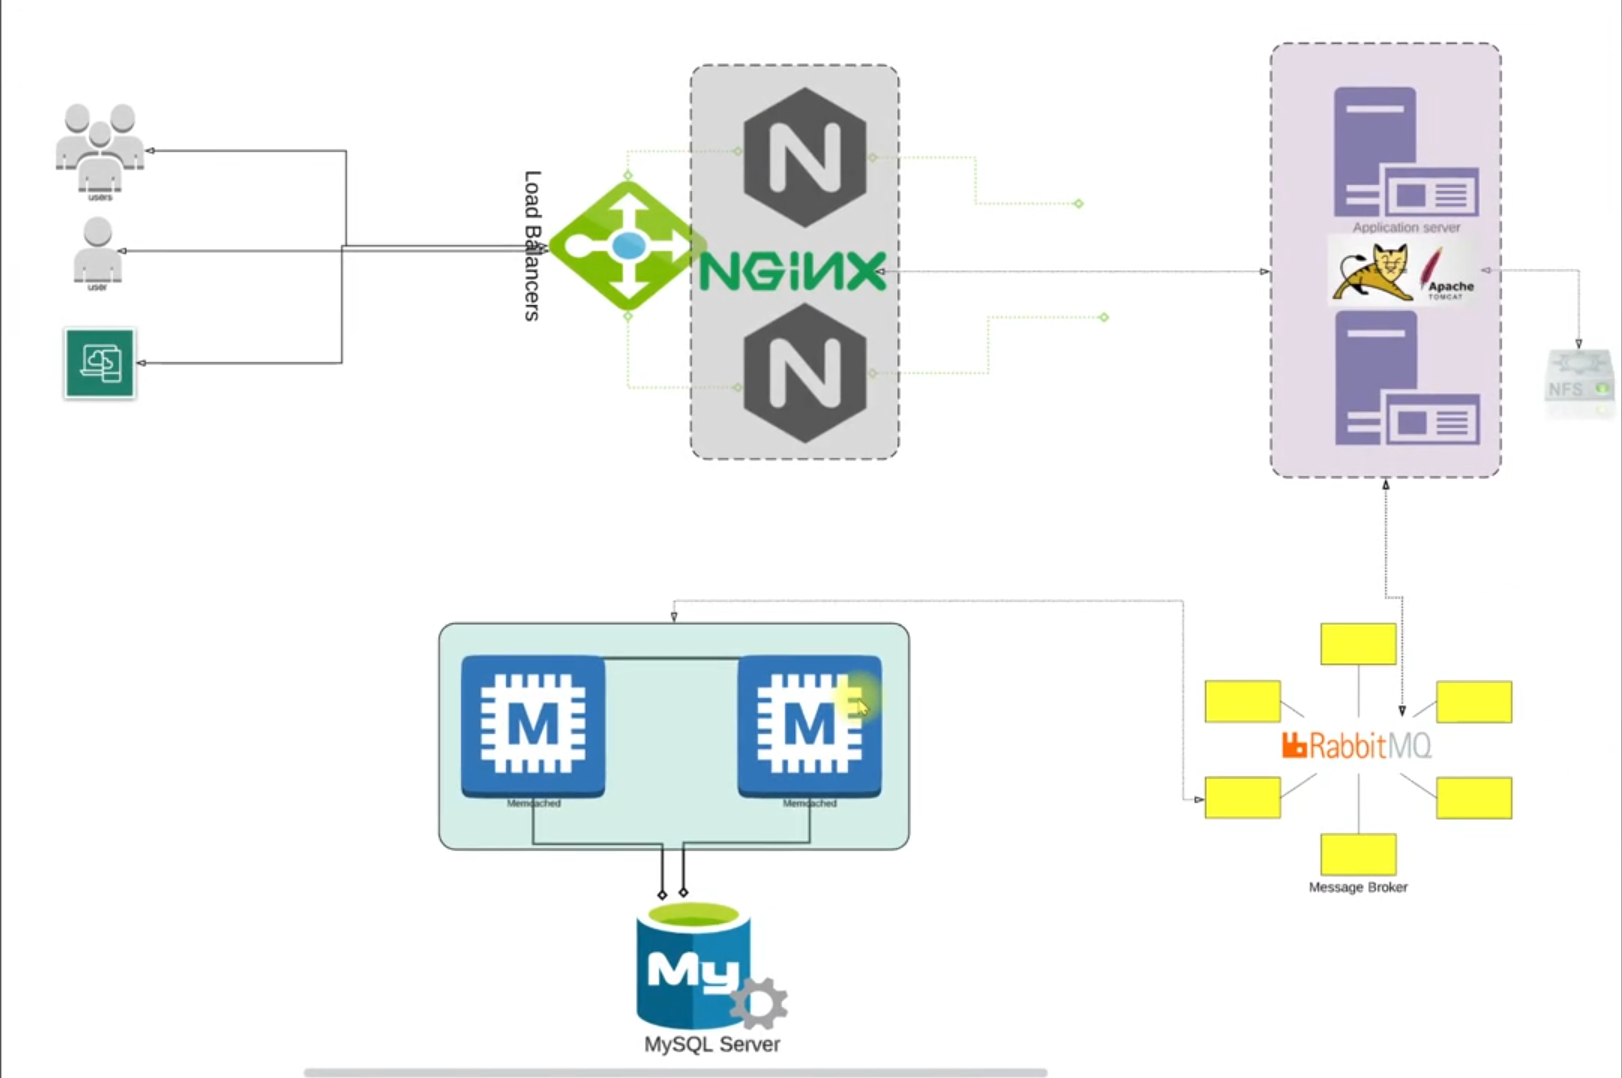 users
user
Load Balancers
N
NGiNX
N
Application server
Apache
TOMCAT
NFS
M
Memcached
M
Memcached
RabbitMQ
Message Broker
My
MySQL Server